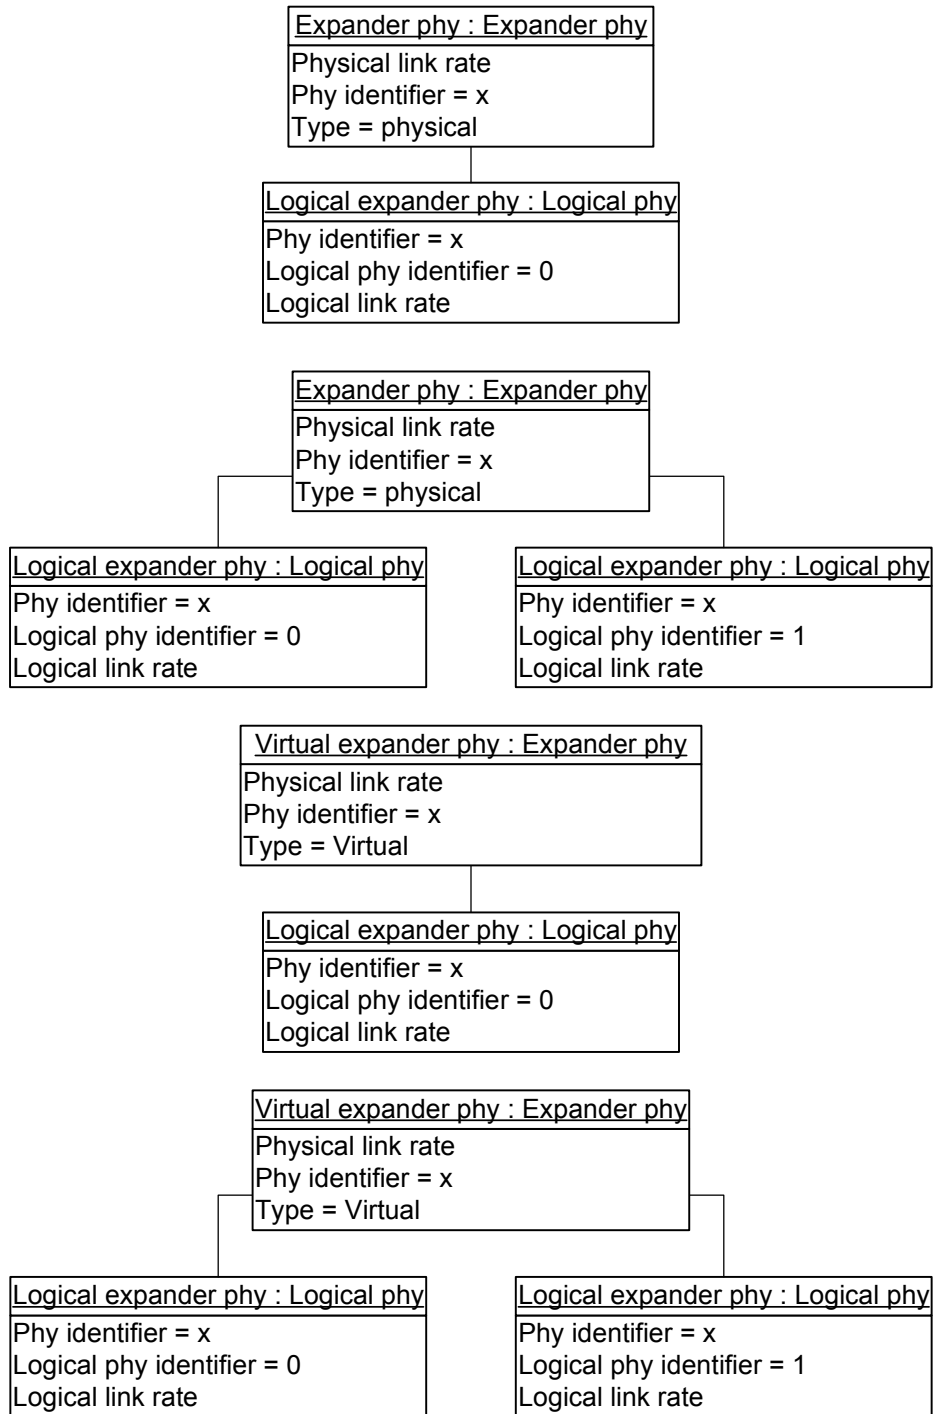 Expander phy : Expander phy
Physical link rate
Phy identifier = x
Type = physical
Logical expander phy : Logical phy
Phy identifier = x
Logical phy identifier = 0
Logical link rate
Expander phy : Expander phy
Physical link rate
Phy identifier = x
Type = physical
Logical expander phy : Logical phy
Phy identifier = x
Logical phy identifier = 0
Logical link rate
Logical expander phy : Logical phy
Phy identifier = x
Logical phy identifier = 1
Logical link rate
Virtual expander phy : Expander phy
Physical link rate
Phy identifier = x
Type = Virtual
Logical expander phy : Logical phy
Phy identifier = x
Logical phy identifier = 0
Logical link rate
Virtual expander phy : Expander phy
Physical link rate
Phy identifier = x
Type = Virtual
Logical expander phy : Logical phy
Phy identifier = x
Logical phy identifier = 0
Logical link rate
Logical expander phy : Logical phy
Phy identifier = x
Logical phy identifier = 1
Logical link rate